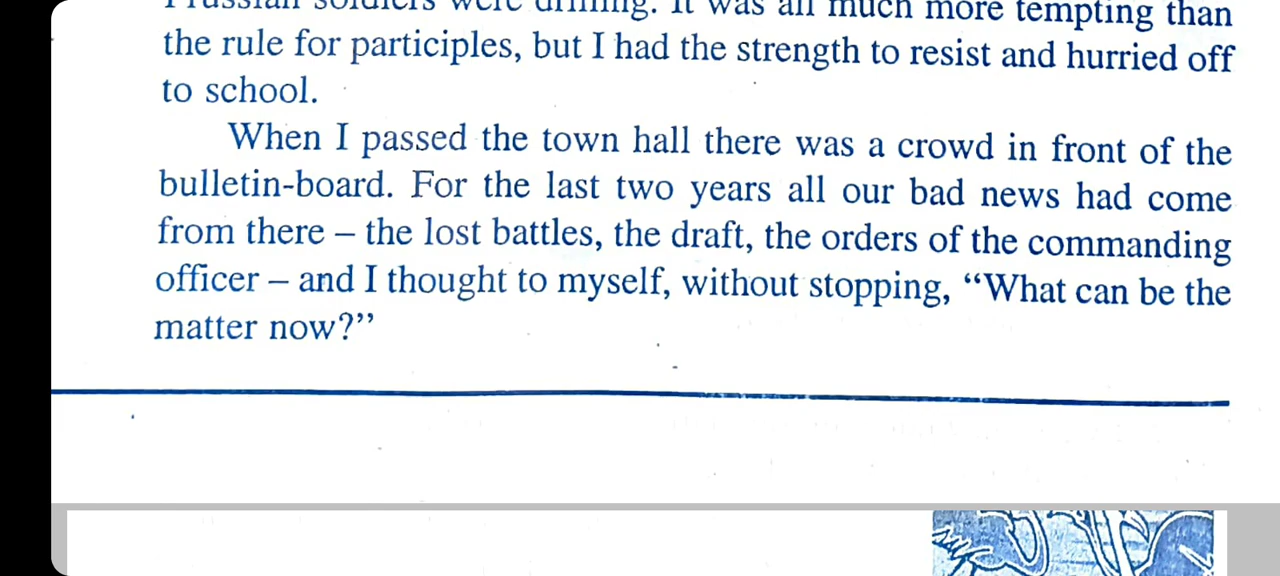 Prussian soldiers were drilling. It was all much more tempting than
the rule for participles, but I had the strength to resist and hurried off
to school.
When I passed the town hall there was a crowd in front of the
bulletin-board. For the last two years all our bad news had come
from there – the lost battles, the draft, the orders of the commanding
officer – and I thought to myself, without stopping, “What can be the
matter now?”